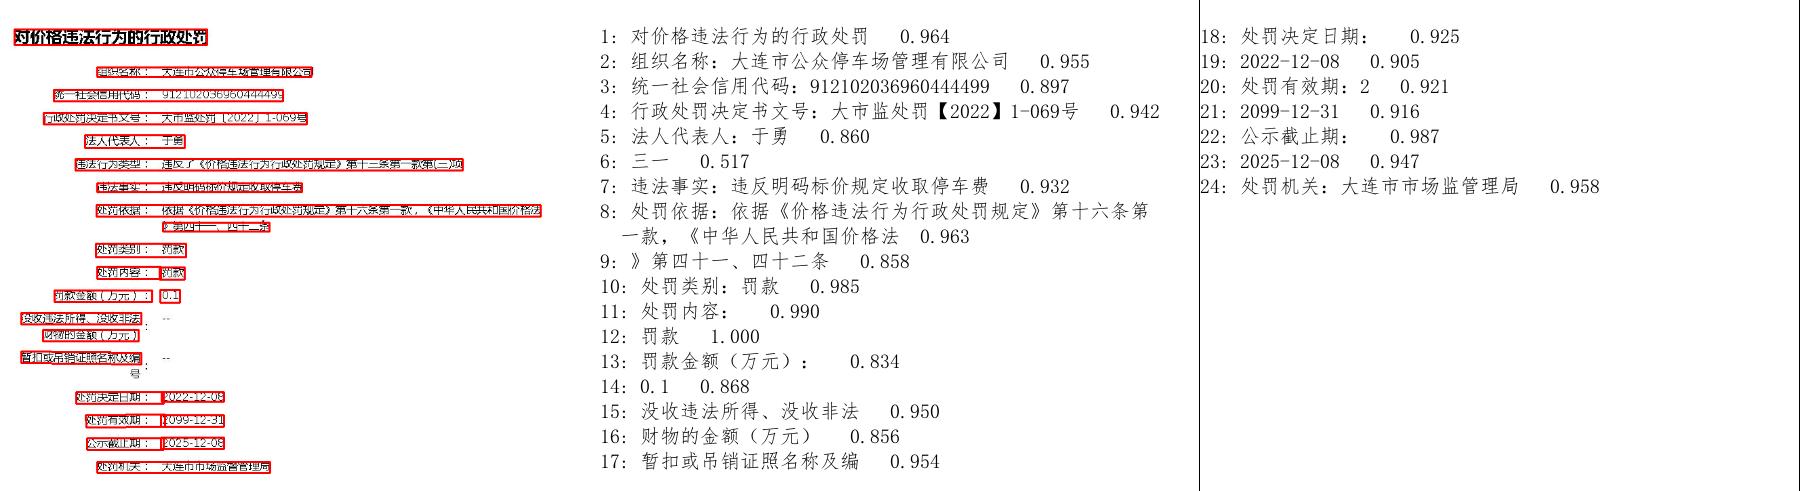 对价格违法行为的行政处罚
组织名称： 大连市公众停车场管理有限公司
统一社会信用代码： 912102036960444499
行政处罚决定书文号： 大市监处罚〔2022〕1-069号
法人代表人： 于勇
违法行为类型： 违反了《价格违法行为行政处罚规定》第十三条第一款第(三)项
违法事实： 违反明码标价规定收取停车费
处罚依据： 依据《价格违法行为行政处罚规定》第十六条第一款，《中华人民共和国价格法
》第四十一、四十二条
处罚类别： 罚款
处罚内容： 罚款
罚款金额（万元）： 0.1
没收违法所得、没收非法
财物的金额（万元）
： --
暂扣或吊销证照名称及编
号
： --
处罚决定日期： 2022-12-08
处罚有效期： 2099-12-31
公示截止期： 2025-12-08
处罚机关： 大连市市场监督管理局
1: 对价格违法行为的行政处罚 0.964
2: 组织名称: 大连市公众停车场管理有限公司 0.955
3: 统一社会信用代码: 912102036960444499 0.897
4: 行政处罚决定书文号: 大市监处罚【2022】1-069号 0.942
5: 法人代表人: 于勇 0.860
6: 三一 0.517
7: 违法事实: 违反明码标价规定收取停车费 0.932
8: 处罚依据: 依据《价格违法行为行政处罚规定》第十六条第
一款，《中华人民共和国价格法 0.963
9: 》第四十一、四十二条 0.858
10: 处罚类别: 罚款 0.985
11: 处罚内容: 0.990
12: 罚款 1.000
13: 罚款金额（万元）: 0.834
14: 0.1 0.868
15: 没收违法所得、没收非法 0.950
16: 财物的金额（万元） 0.856
17: 暂扣或吊销证照名称及编 0.954
18: 处罚决定日期: 0.925
19: 2022-12-08 0.905
20: 处罚有效期: 2 0.921
21: 2099-12-31 0.916
22: 公示截止期: 0.987
23: 2025-12-08 0.947
24: 处罚机关: 大连市市场监管理局 0.958